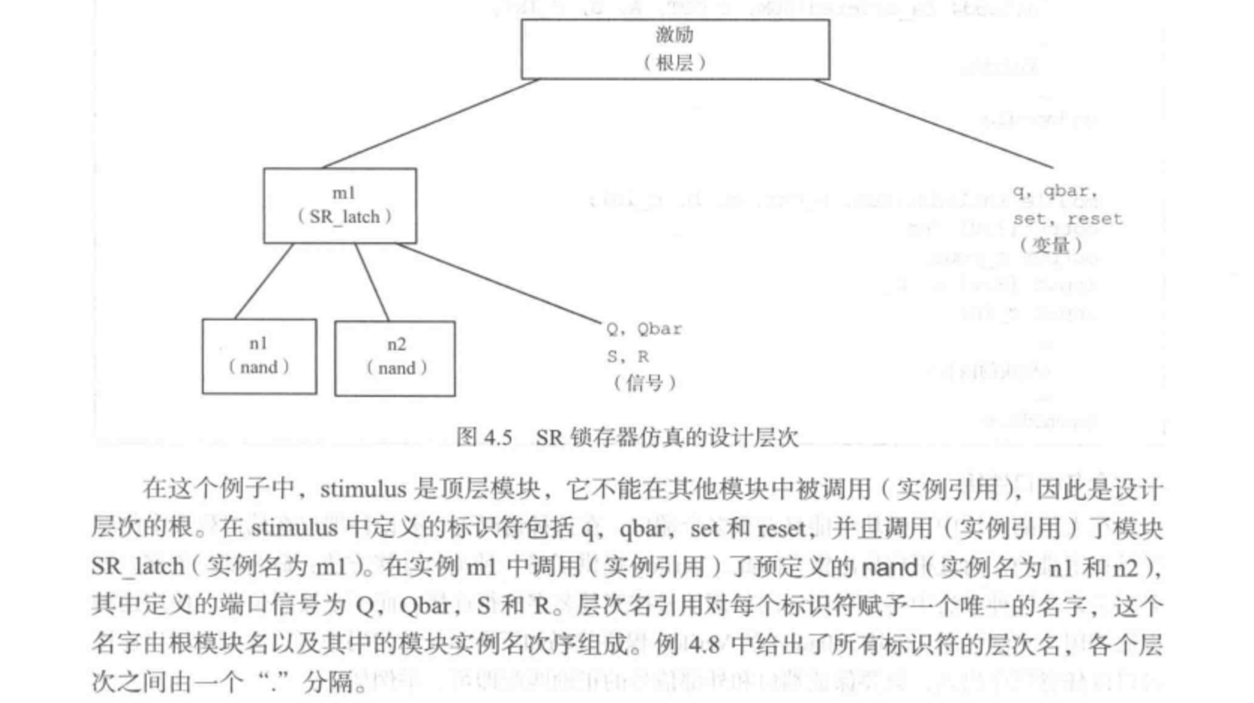 激励
（根层）
m1
（SR_latch）
q, qbar,
set, reset
（变量）
n1
（nand）
n2
（nand）
Q, Qbar
S, R
（信号）
图 4.5 SR 锁存器仿真的设计层次
在这个例子中，stimulus 是顶层模块，它不能在其他模块中被调用（实例引用），因此是设计
层次的根。在 stimulus 中定义的标识符包括 q，qbar，set 和 reset，并且调用（实例引用）了模块
SR_latch（实例名为 m1）。在实例 m1 中调用（实例引用）了预定义的 nand（实例名为 n1 和 n2），
其中定义的端口信号为 Q，Qbar，S 和 R。层次名引用对每个标识符赋予一个唯一的名字，这个
名字由根模块名以及其中的模块实例名次序组成。例 4.8 中给出了所有标识符的层次名，各个层
次之间由一个“.”分隔。